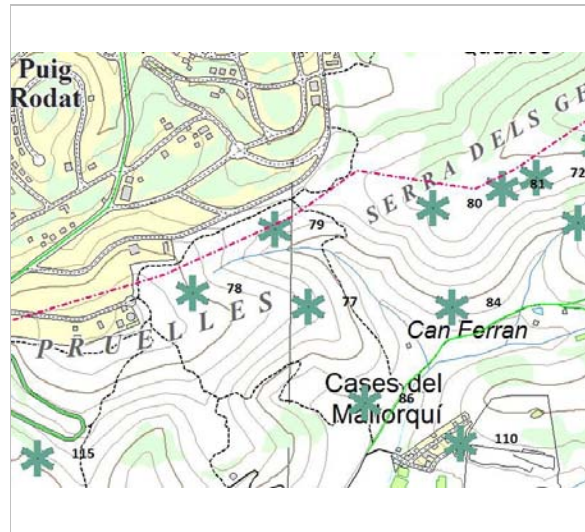 Puig
Rodat
SERRA DELS GE
72
81
80
79
78
77
84
PRUELLES
Can Ferran
Cases del
Mallorquí
86
110
115